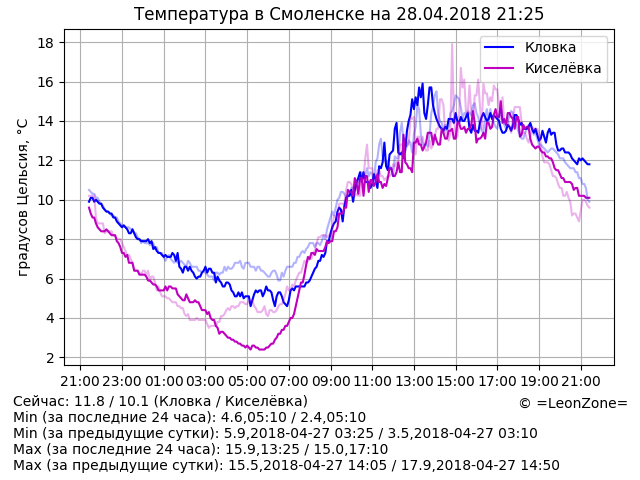 Температура в Смоленске на 28.04.2018 21:25
градусов Цельсия, °C
18
16
14
12
10
8
6
4
2
Кловка
Киселёвка
21:00 23:00 01:00 03:00 05:00 07:00 09:00 11:00 13:00 15:00 17:00 19:00 21:00
Сейчас: 11.8 / 10.1 (Кловка / Киселёвка)
© =LeonZone=
Min (за последние 24 часа): 4.6,05:10 / 2.4,05:10
Min (за предыдущие сутки): 5.9,2018-04-27 03:25 / 3.5,2018-04-27 03:10
Max (за последние 24 часа): 15.9,13:25 / 15.0,17:10
Max (за предыдущие сутки): 15.5,2018-04-27 14:05 / 17.9,2018-04-27 14:50